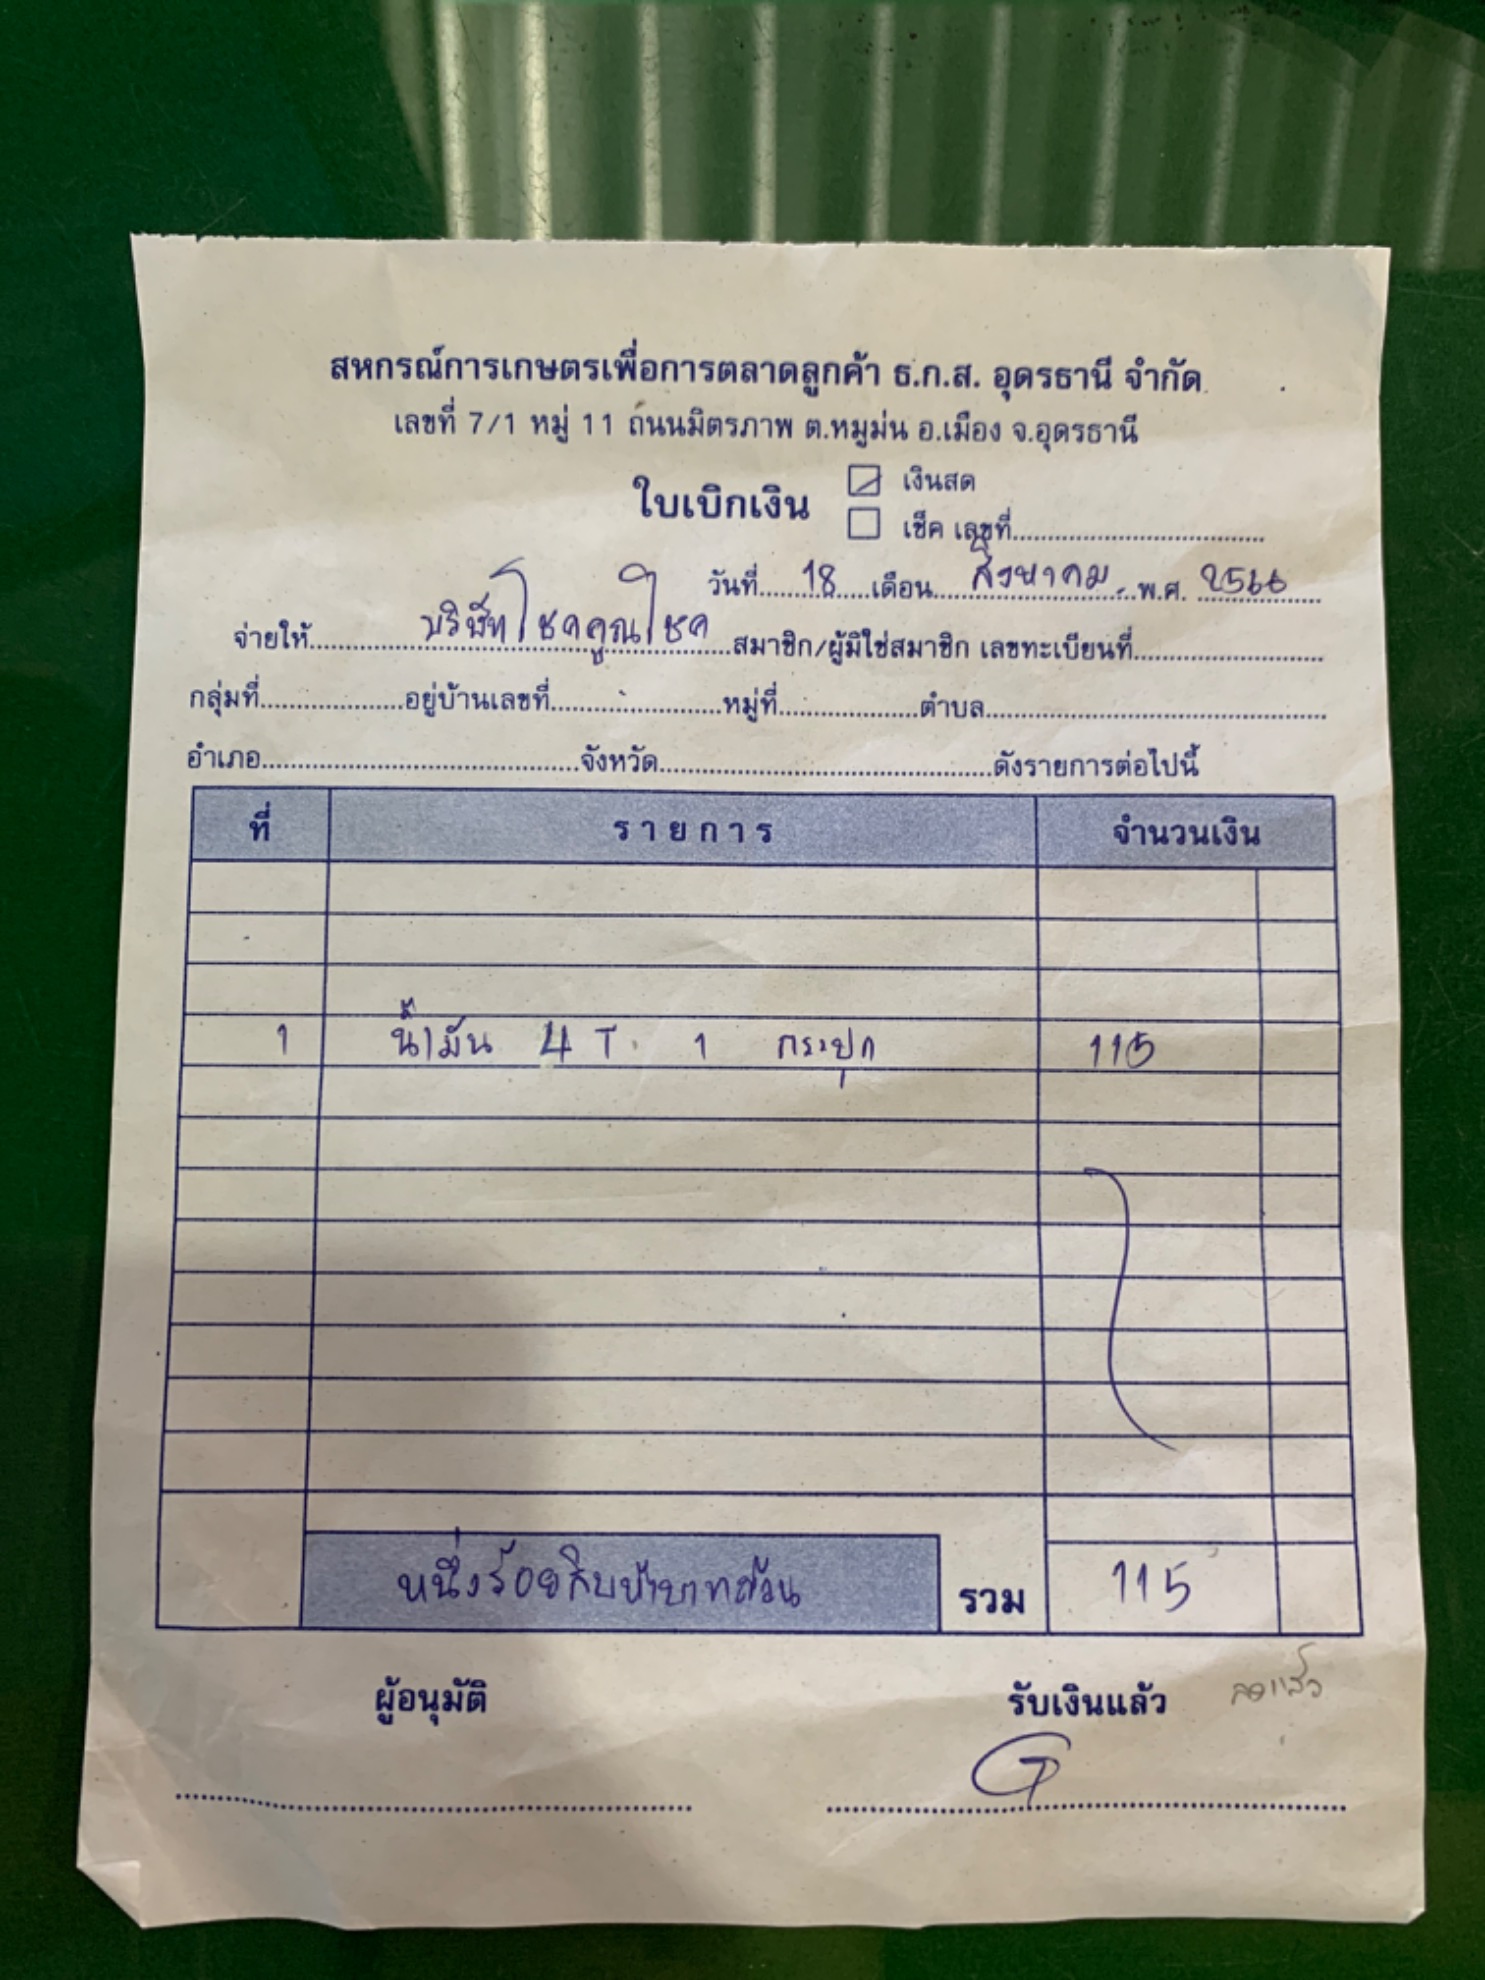 สหกรณ์การเกษตรเพื่อการตลาดลูกค้า ธ.ก.ส. อุดรธานี จำกัด
เลขที่ 7/1 หมู่ 11 ถนนมิตรภาพ ต.หมูม่น อ.เมือง จ.อุดรธานี
ใบเบิกเงิน
เงินสด
เช็ค เลขที่
วันที่ 18 เดือน สิงหาคม พ.ศ. 2566
จ่ายให้ บริษัทโชคคูณโชค สมาชิก/ผู้มิใช่สมาชิก เลขทะเบียนที่
กลุ่มที่ อยู่บ้านเลขที่ หมู่ที่ ตำบล
อำเภอ จังหวัด ดังรายการต่อไปนี้
ที่ รายการ จำนวนเงิน
1 น้ำมัน 4T 1 กระปุก 115
หนึ่งร้อยสิบห้าบาทถ้วน รวม 115
ผู้อนุมัติ รับเงินแล้ว